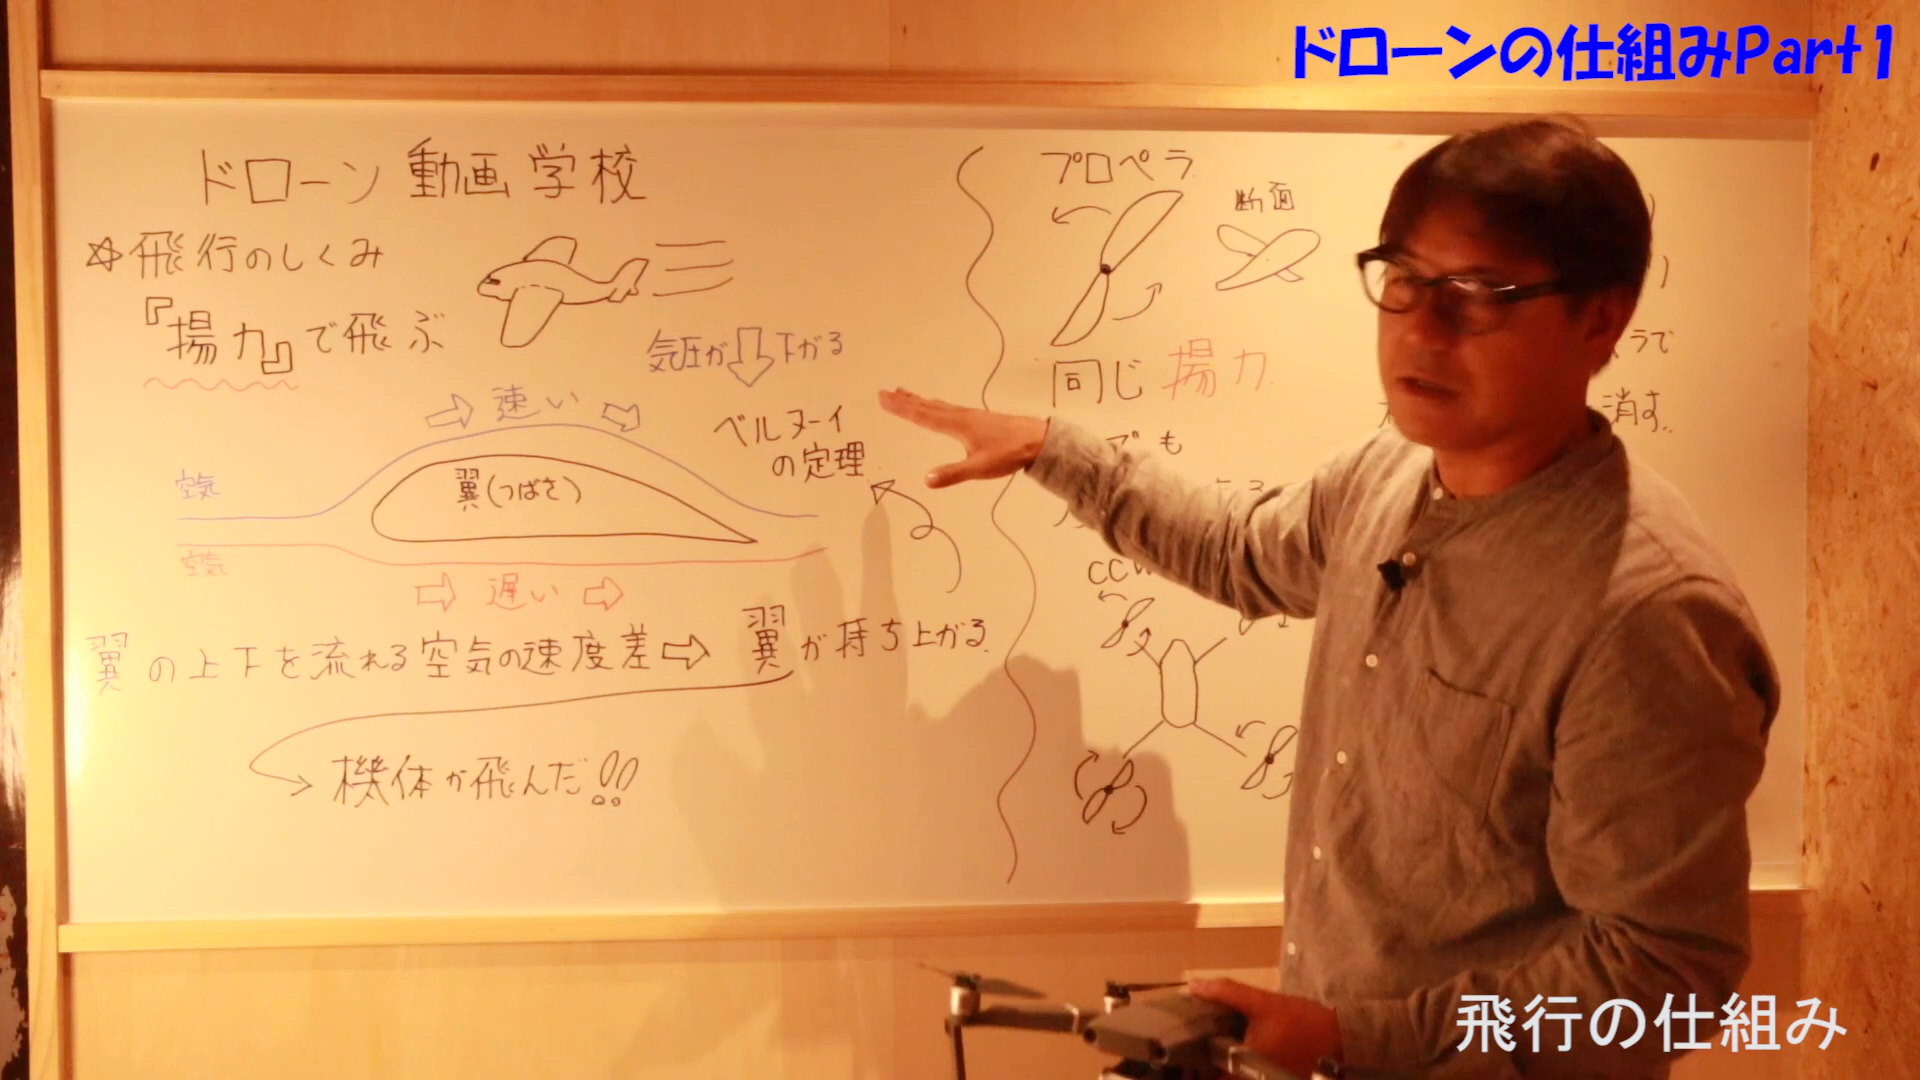 ドローンの仕組みPart1
ドローン動画学校
☆飛行のしくみ
『揚力』で飛ぶ
気圧が⇩下がる
⇨速い⇨
ベルヌーイ
の定理
空気
翼(つばさ)
空気
⇨遅い⇨
翼の上下を流れる空気の速度差⇨翼が持ち上がる。
機体が飛んだ!!
プロペラ
断面
同じ揚力
も
ラで
消す。
CCW
飛行の仕組み